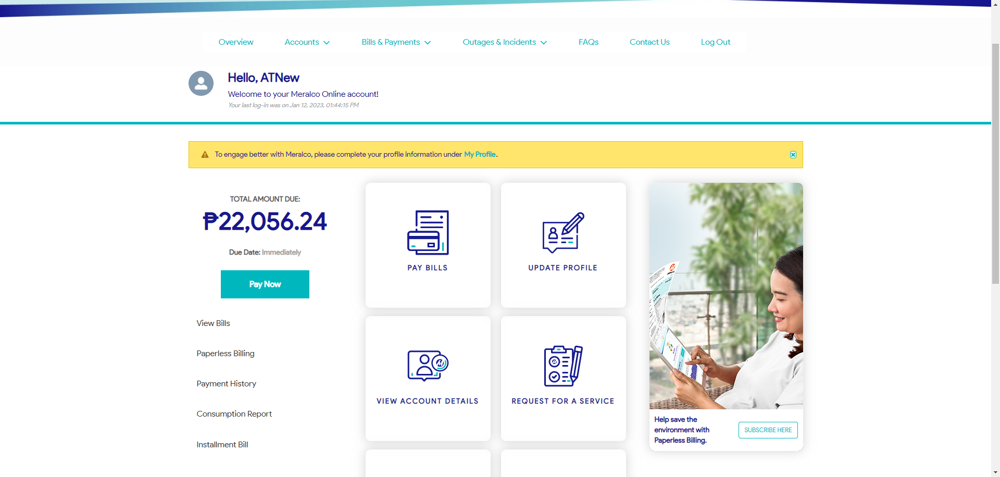 Overview
Accounts
Bills & Payments
Outages & Incidents
FAQs
Contact Us
Log Out
Hello, ATNew
Welcome to your Meralco Online account!
Your last log-in was on Jan 12, 2023, 01:44:15 PM
To engage better with Meralco, please complete your profile information under My Profile.
TOTAL AMOUNT DUE:
₱22,056.24
Due Date: Immediately
Pay Now
View Bills
Paperless Billing
Payment History
Consumption Report
Installment Bill
PAY BILLS
UPDATE PROFILE
VIEW ACCOUNT DETAILS
REQUEST FOR A SERVICE
Help save the
environment with
Paperless Billing.
SUBSCRIBE HERE